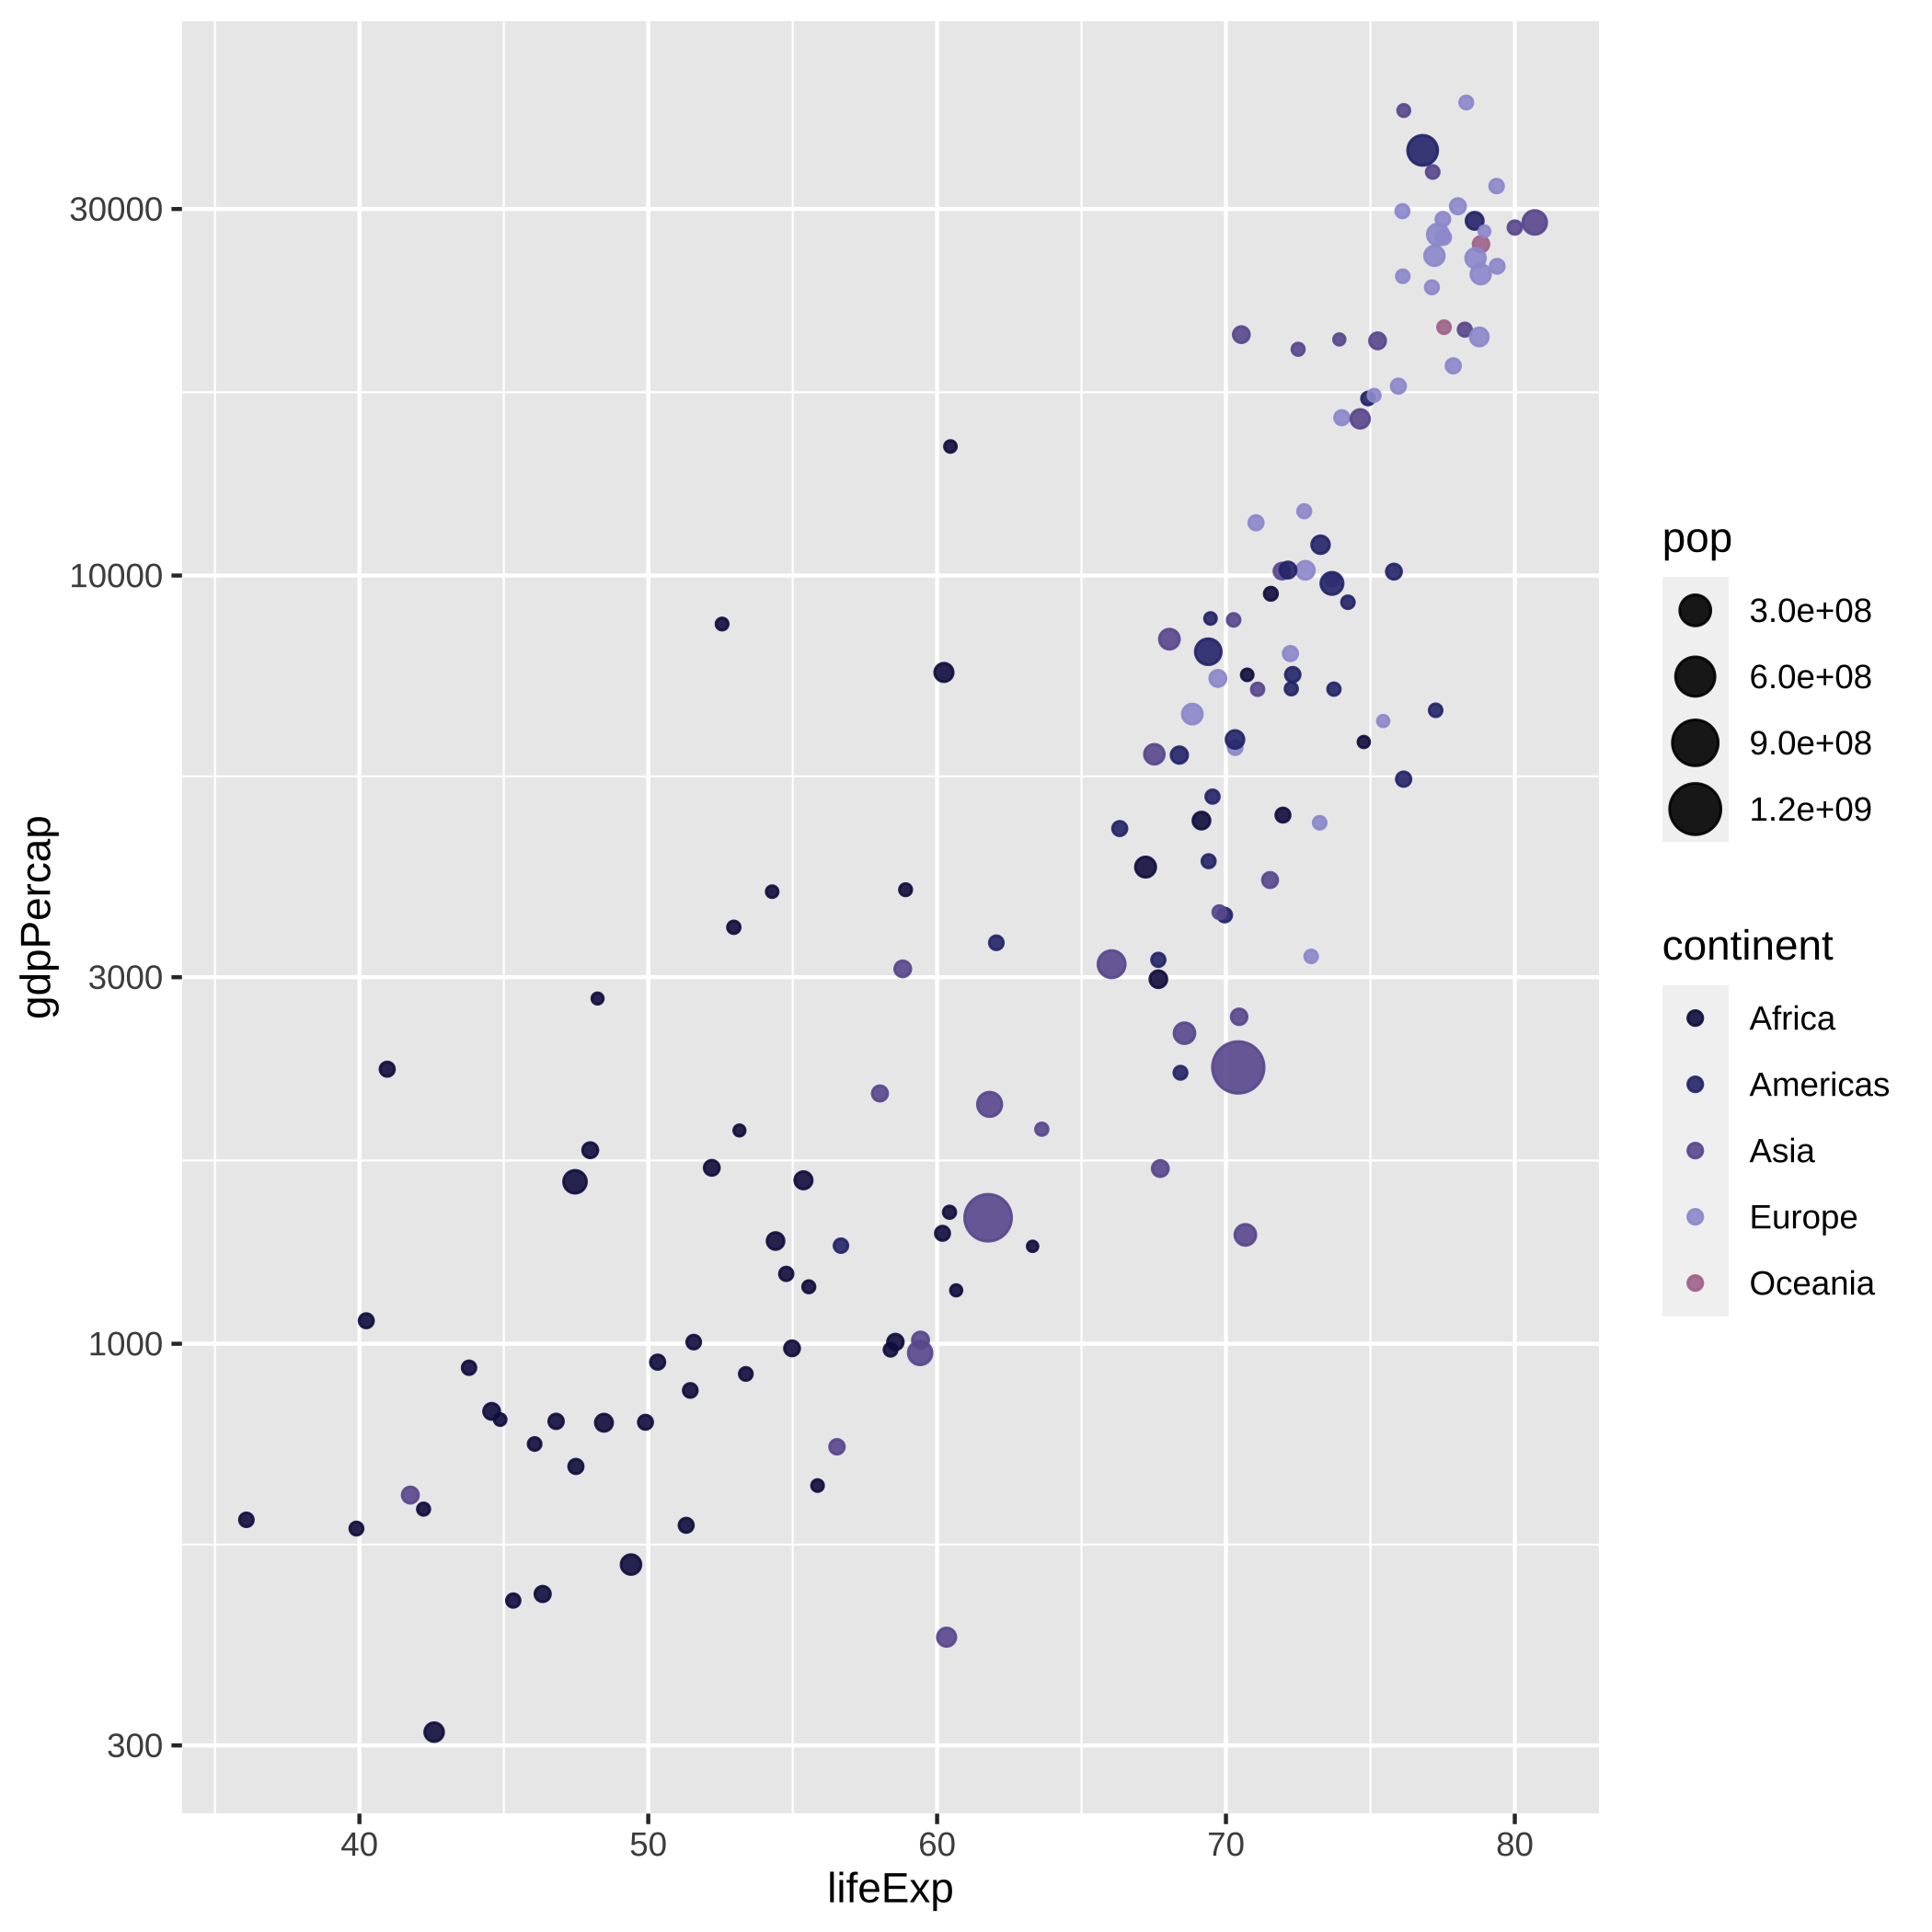 30000
10000
3000
1000
300
gdpPercap
40 50 60 70 80
lifeExp
pop
3.0e+08
6.0e+08
9.0e+08
1.2e+09
continent
Africa
Americas
Asia
Europe
Oceania